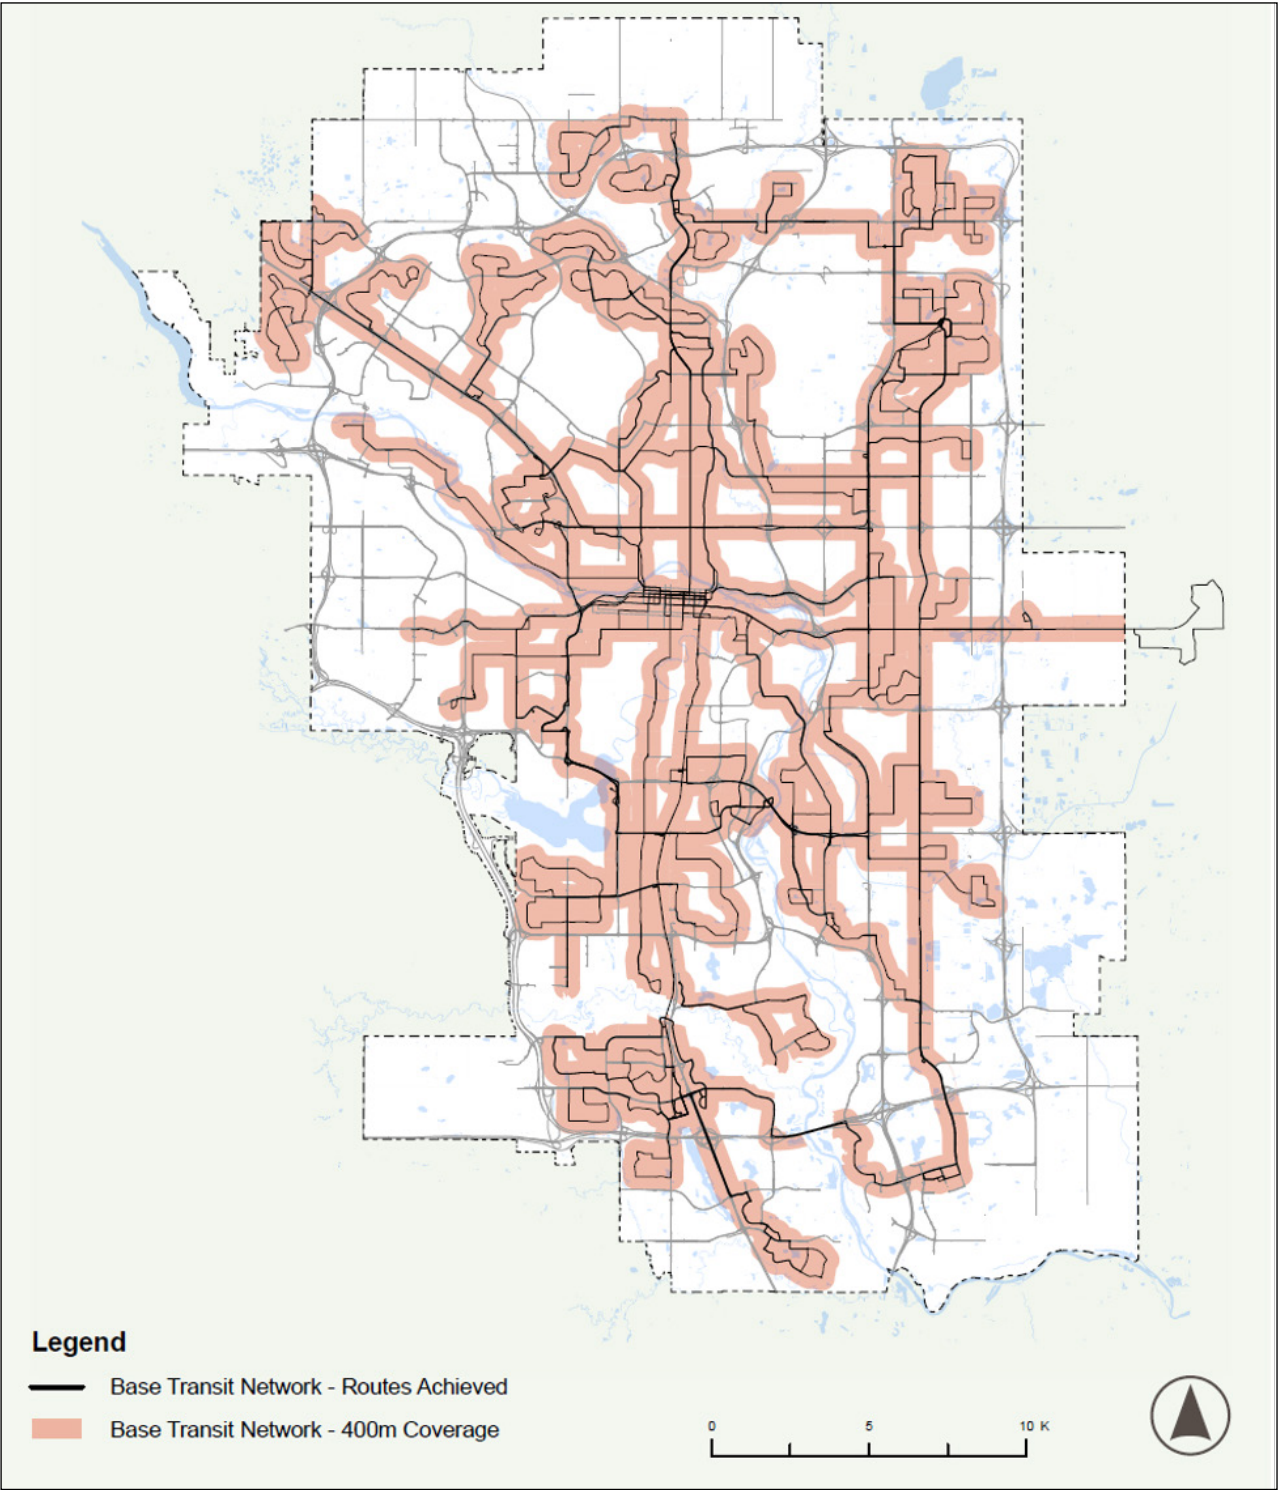 Legend
Base Transit Network - Routes Achieved
Base Transit Network - 400m Coverage
0 5 10 K